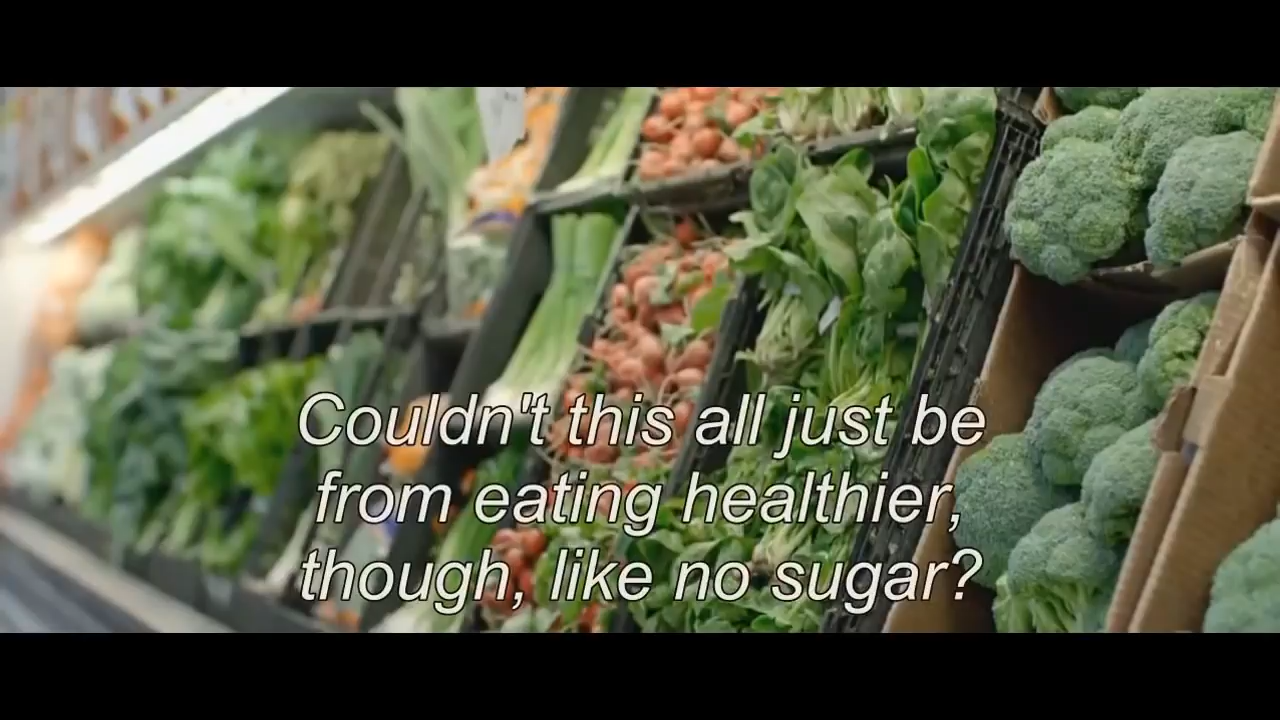 Couldn't this all just be
from eating healthier,
though, like no sugar?